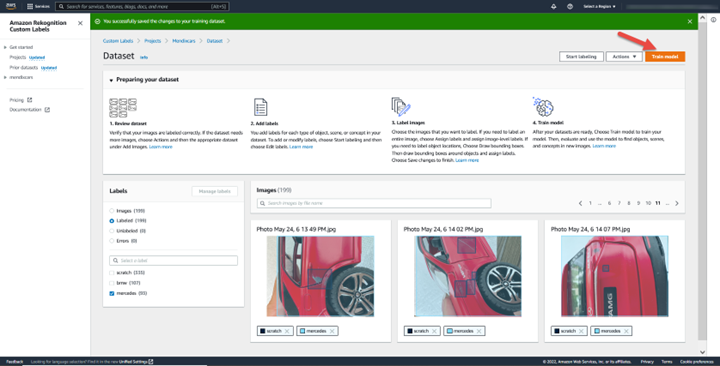 aws
Services
Search for services, features, blogs, docs, and more
[Alt+S]
Select a Region
Amazon Rekognition
Custom Labels
Get started
Projects Updated
Prior datasets Updated
Pricing
Documentation
You successfully saved the changes to your training dataset.
Custom Labels
Projects
Dataset
Dataset Info
Start labeling
Actions
Train model
Preparing your dataset
1. Review dataset
Verify that your images are labeled correctly. If the dataset needs
more images, choose Actions and then the appropriate dataset
under Add Images. Learn more
2. Add labels
You add labels for each type of object, scene, or concept in your
dataset. To add or modify labels, choose Start labeling and then
choose Edit labels. Learn more
3. Label images
Choose the images that you want to label. If you need to label an
entire image, choose Assign labels and assign image-level labels. If
you need to label object locations, Choose Draw bounding boxes.
Then draw bounding boxes around objects and assign labels.
Choose Save changes to finish. Learn more
4. Train model
After your datasets are ready, Choose Train model to train your
model. Then, evaluate and use the model to find objects, scenes,
and concepts in new images. Learn more
Labels
Manage labels
Images (199)
Labeled (199)
Unlabeled (0)
Errors (0)
Select a label
scratch (335)
bmw (107)
mercedes (93)
Images (199)
Search images by file name
1 ... 6 7 8 9 10 11 ...
Photo May 24, 6 13 49 PM.jpg
scratch
mercedes
Photo May 24, 6 14 02 PM.jpg
scratch
mercedes
Photo May 24, 6 14 07 PM.jpg
AMG
scratch
mercedes
Feedback
Looking for language selection? Find it in the new Unified Settings
© 2022, Amazon Web Services, Inc. or its affiliates.
Privacy
Terms
Cookie preferences